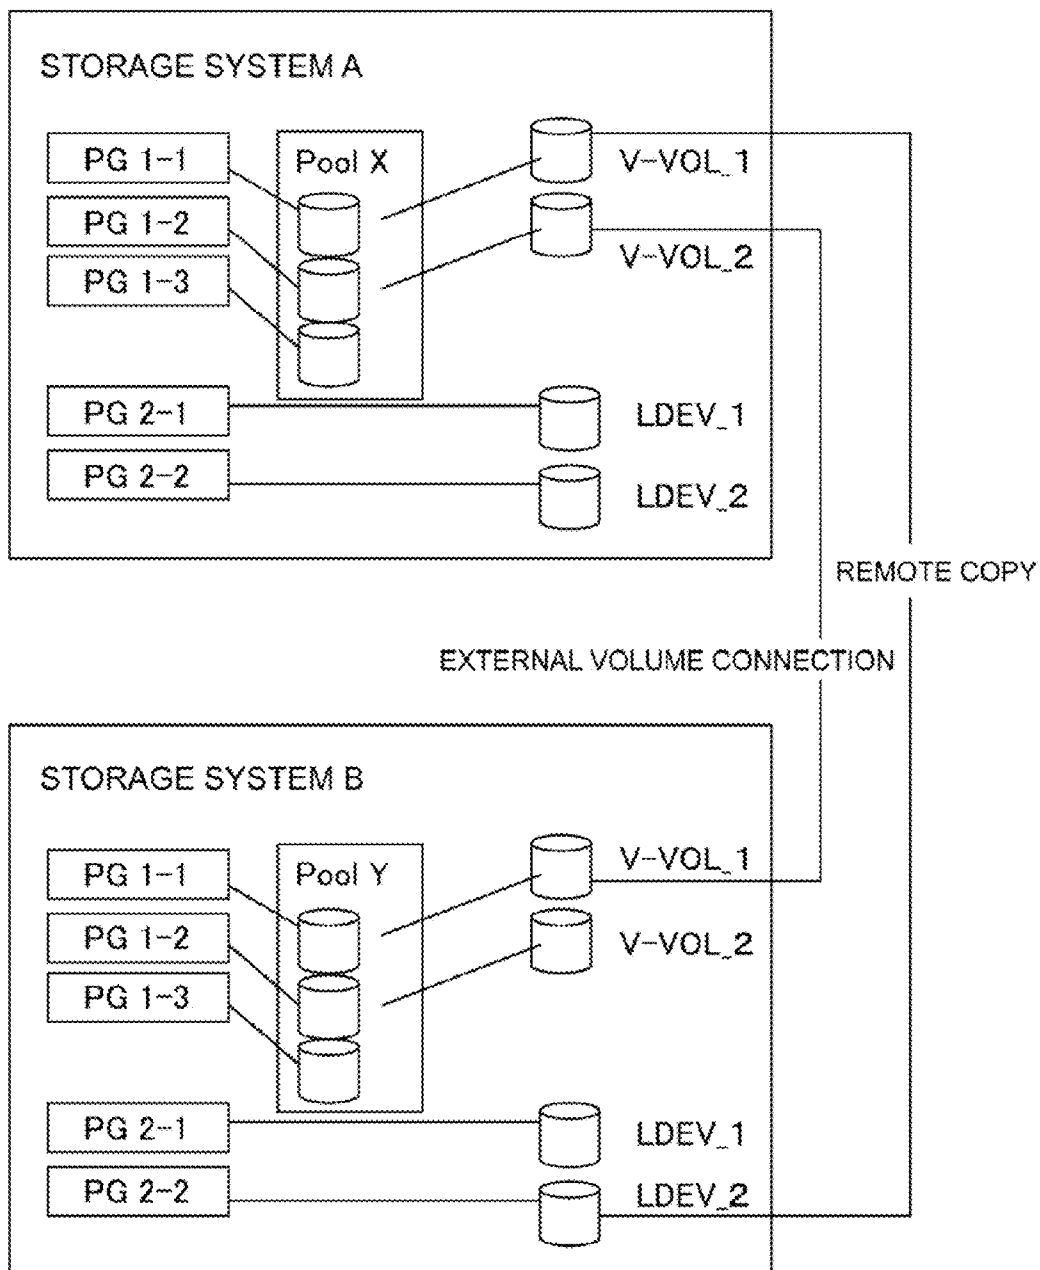 STORAGE SYSTEM A
PG 1-1
Pool X
V-VOL_1
PG 1-2
V-VOL_2
PG 1-3
PG 2-1
LDEV_1
PG 2-2
LDEV_2
REMOTE COPY
EXTERNAL VOLUME CONNECTION
STORAGE SYSTEM B
PG 1-1
Pool Y
V-VOL_1
PG 1-2
V-VOL_2
PG 1-3
PG 2-1
LDEV_1
PG 2-2
LDEV_2